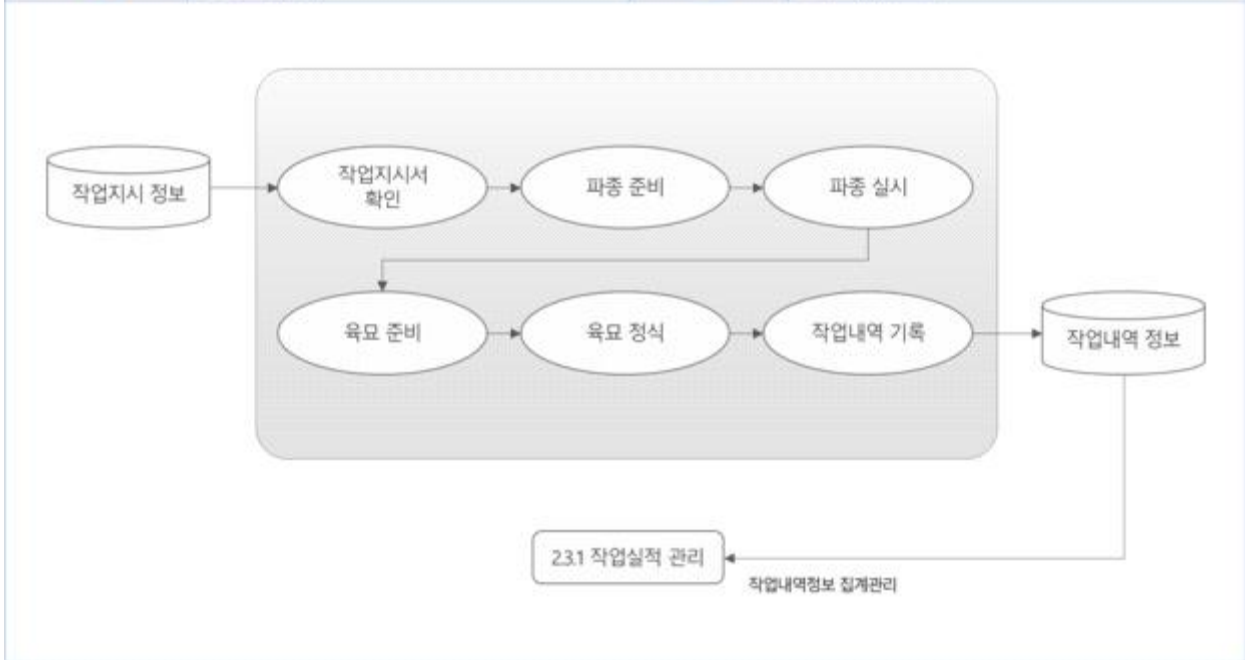 작업지시 정보
작업지시서
확인
파종 준비
파종 실시
육묘 준비
육묘 정식
작업내역 기록
작업내역 정보
2.3.1 작업실적 관리
작업내역정보 집계관리